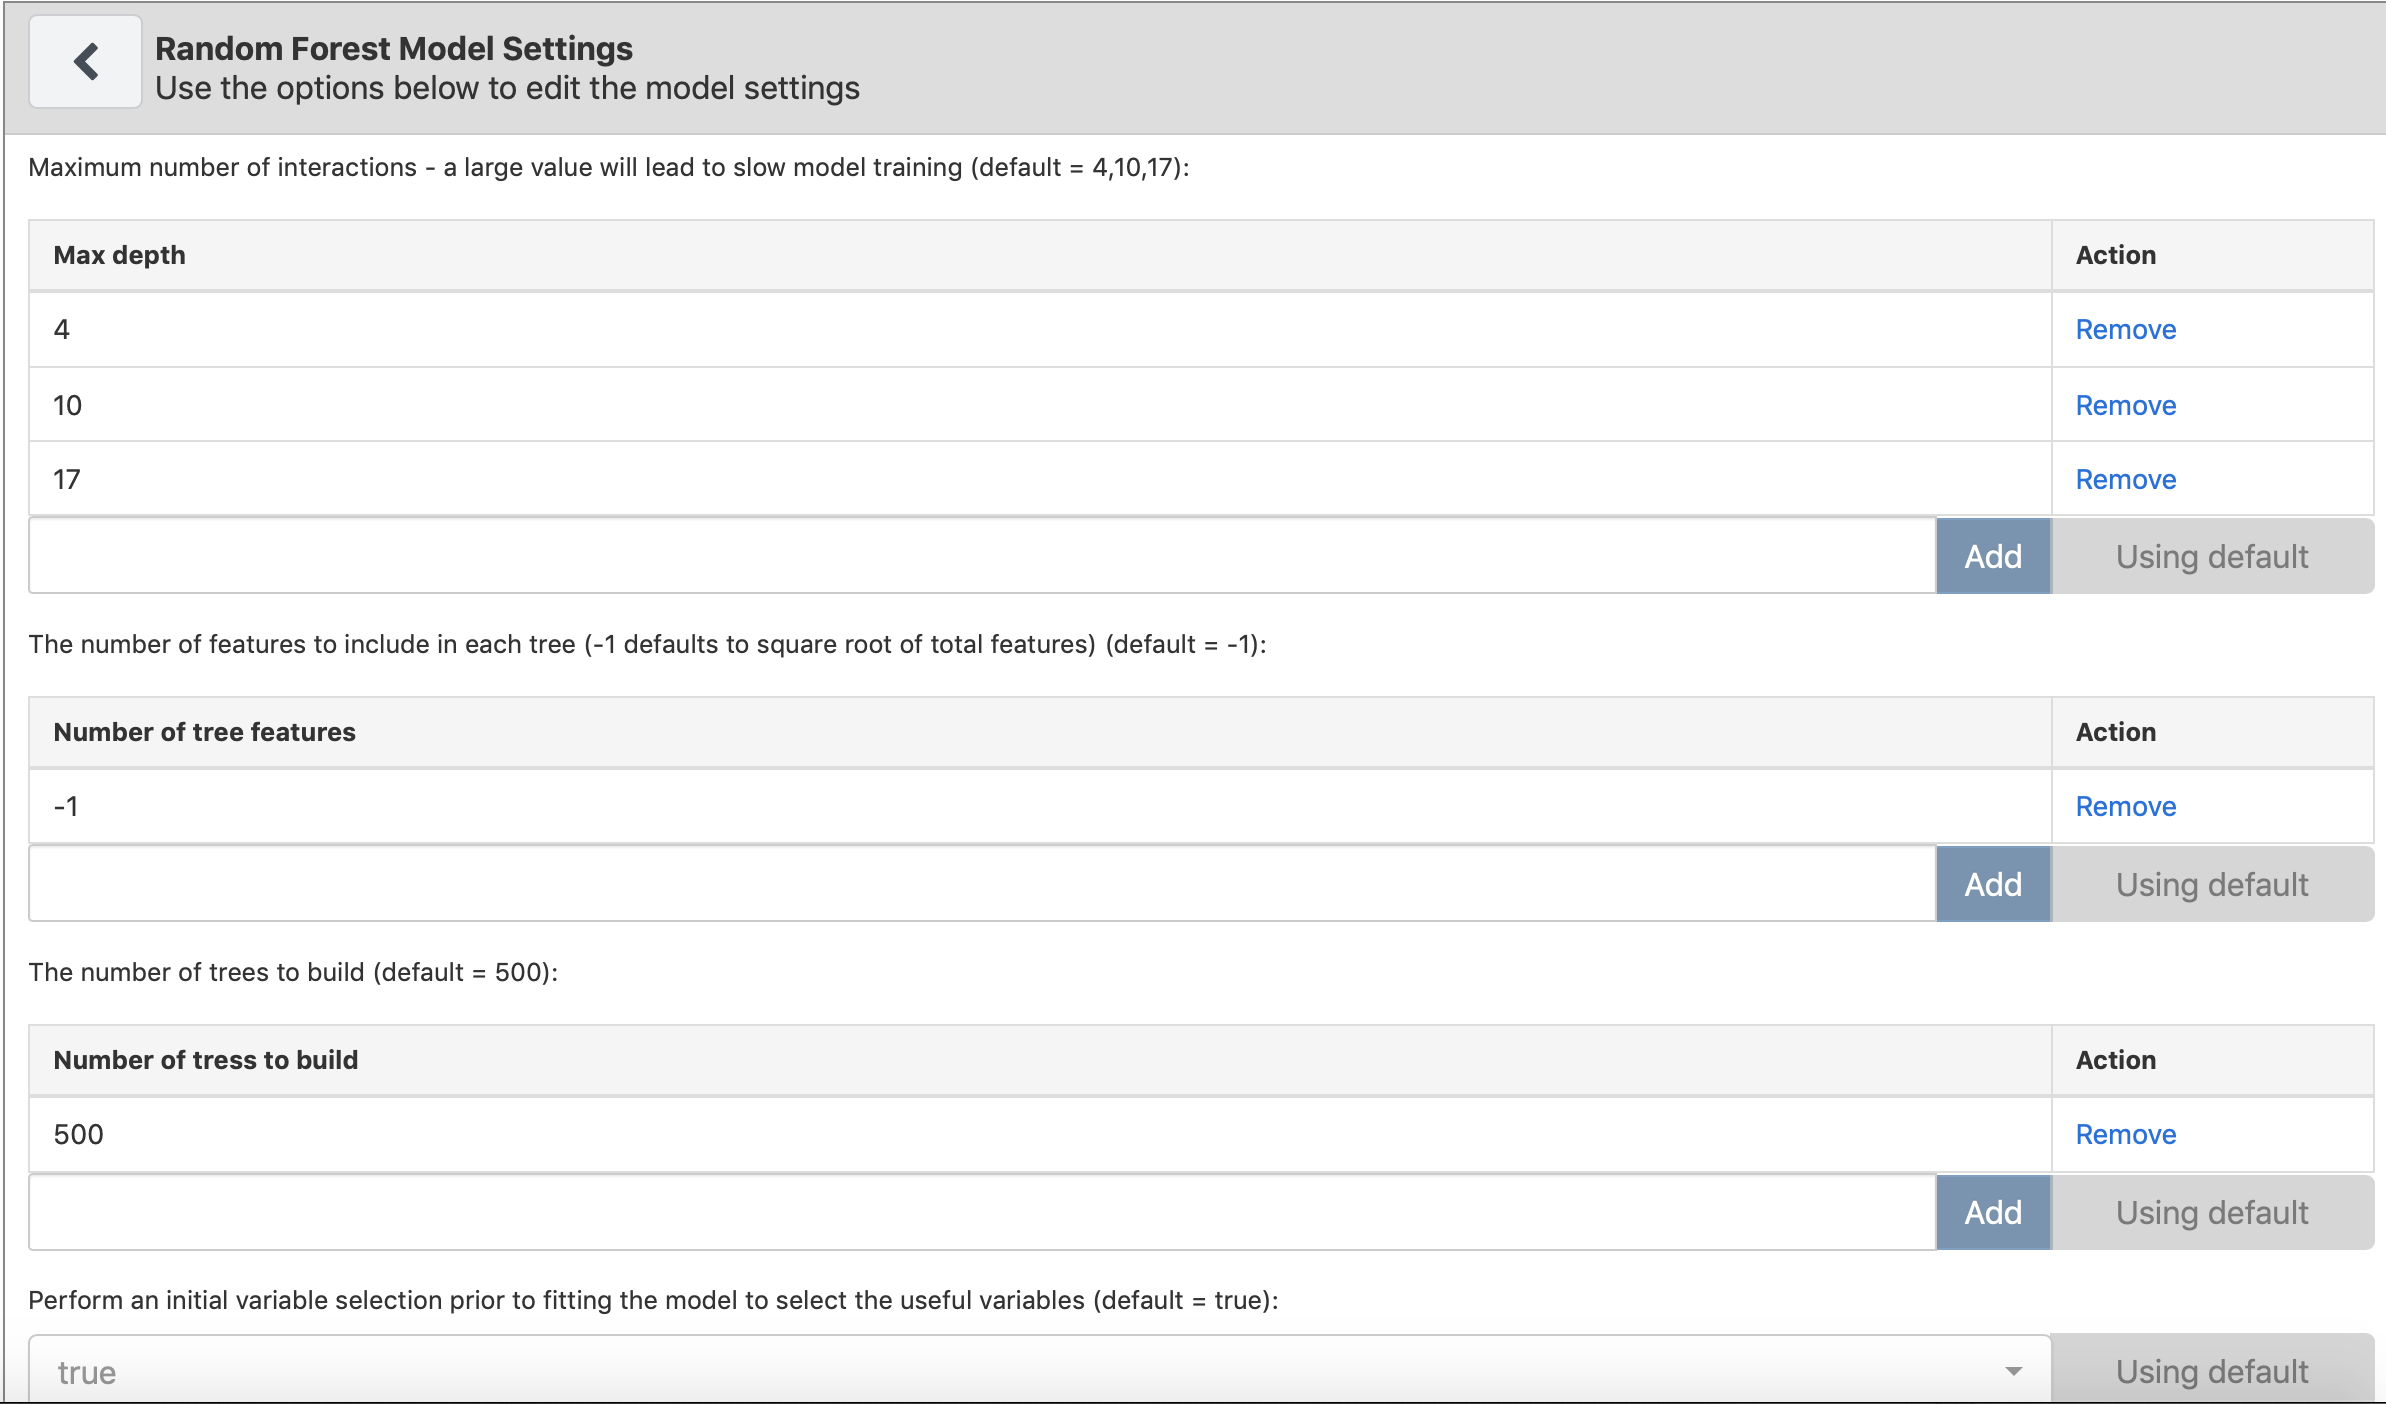 Random Forest Model Settings
Use the options below to edit the model settings
Maximum number of interactions - a large value will lead to slow model training (default = 4,10,17):
Max depth Action
4 Remove
10 Remove
17 Remove
Add Using default
The number of features to include in each tree (-1 defaults to square root of total features) (default = -1):
Number of tree features Action
-1 Remove
Add Using default
The number of trees to build (default = 500):
Number of tress to build Action
500 Remove
Add Using default
Perform an initial variable selection prior to fitting the model to select the useful variables (default = true):
true Using default